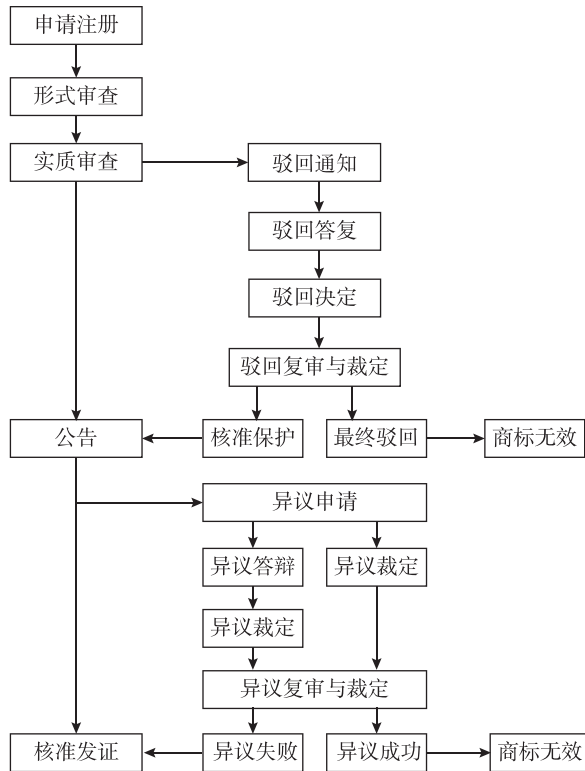 申请注册
形式审查
实质审查
驳回通知
驳回答复
驳回决定
驳回复审与裁定
公告
核准保护
最终驳回
商标无效
异议申请
异议答辩
异议裁定
异议裁定
异议复审与裁定
核准发证
异议失败
异议成功
商标无效